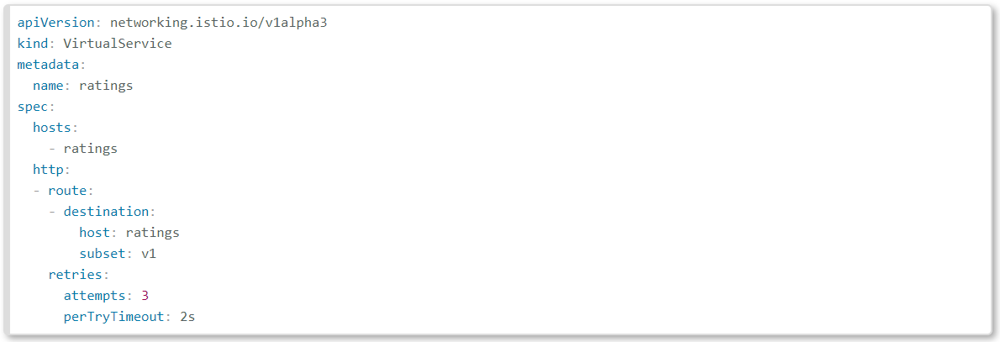 apiVersion: networking.istio.io/v1alpha3
kind: VirtualService
metadata:
  name: ratings
spec:
  hosts:
    - ratings
  http:
  - route:
    - destination:
        host: ratings
        subset: v1
    retries:
      attempts: 3
      perTryTimeout: 2s